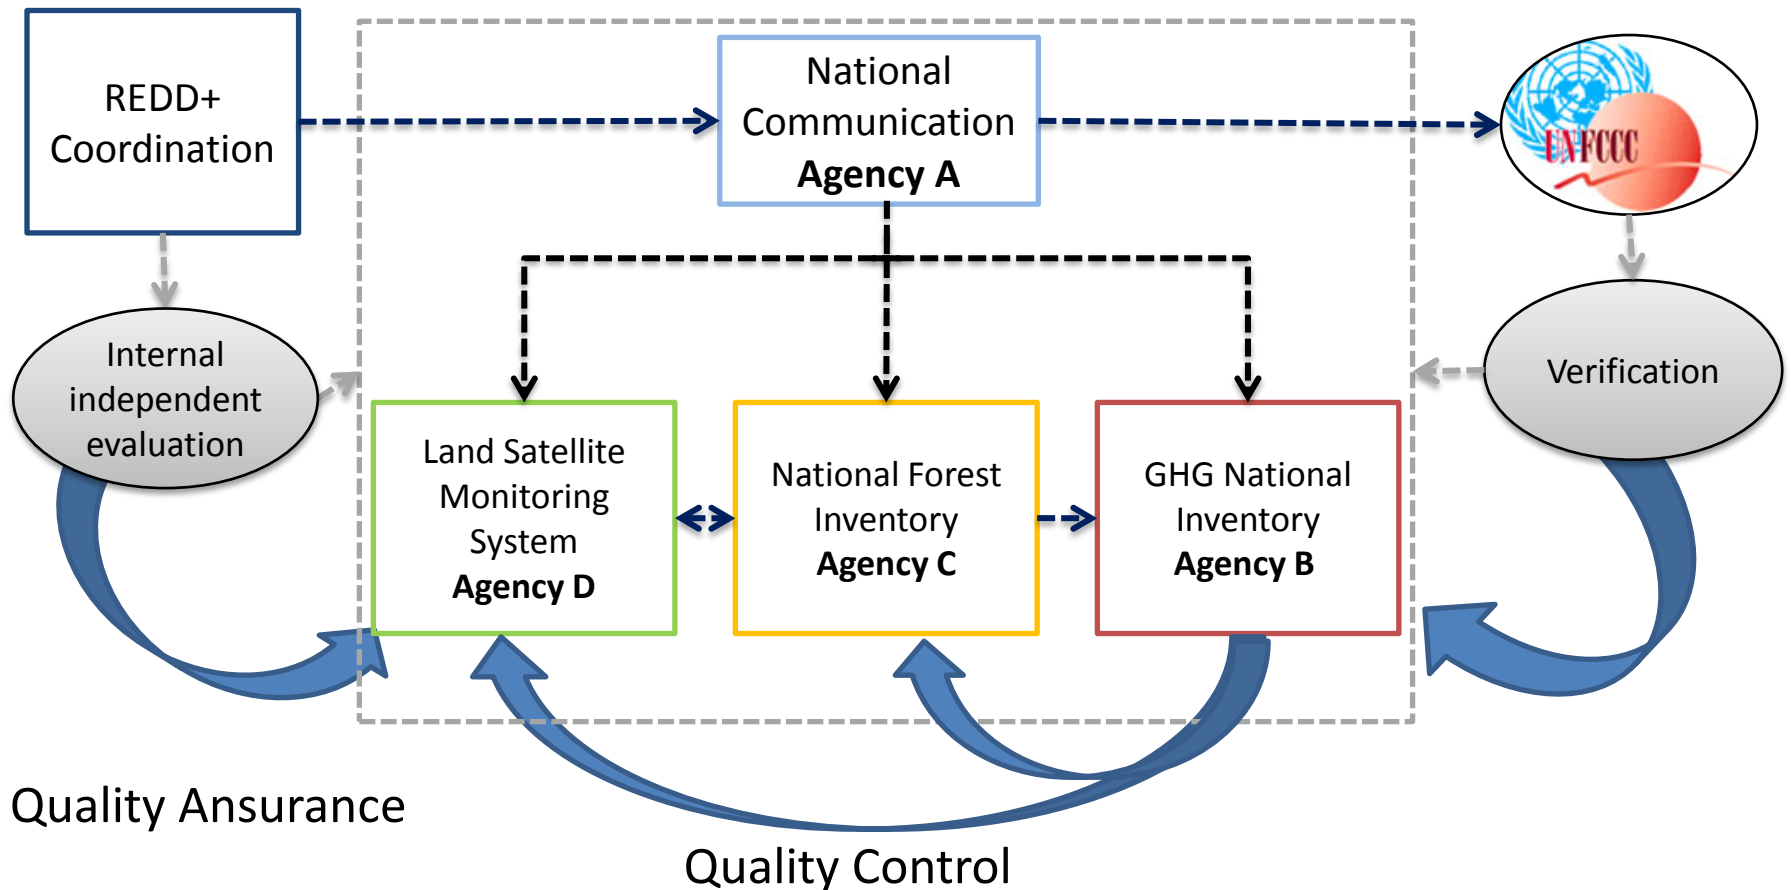 REDD+
Coordination
National
Communication
Agency A
UNFCCC
Internal
independent
evaluation
Verification
Land Satellite
Monitoring
System
Agency D
National Forest
Inventory
Agency C
GHG National
Inventory
Agency B
Quality Ansurance
Quality Control